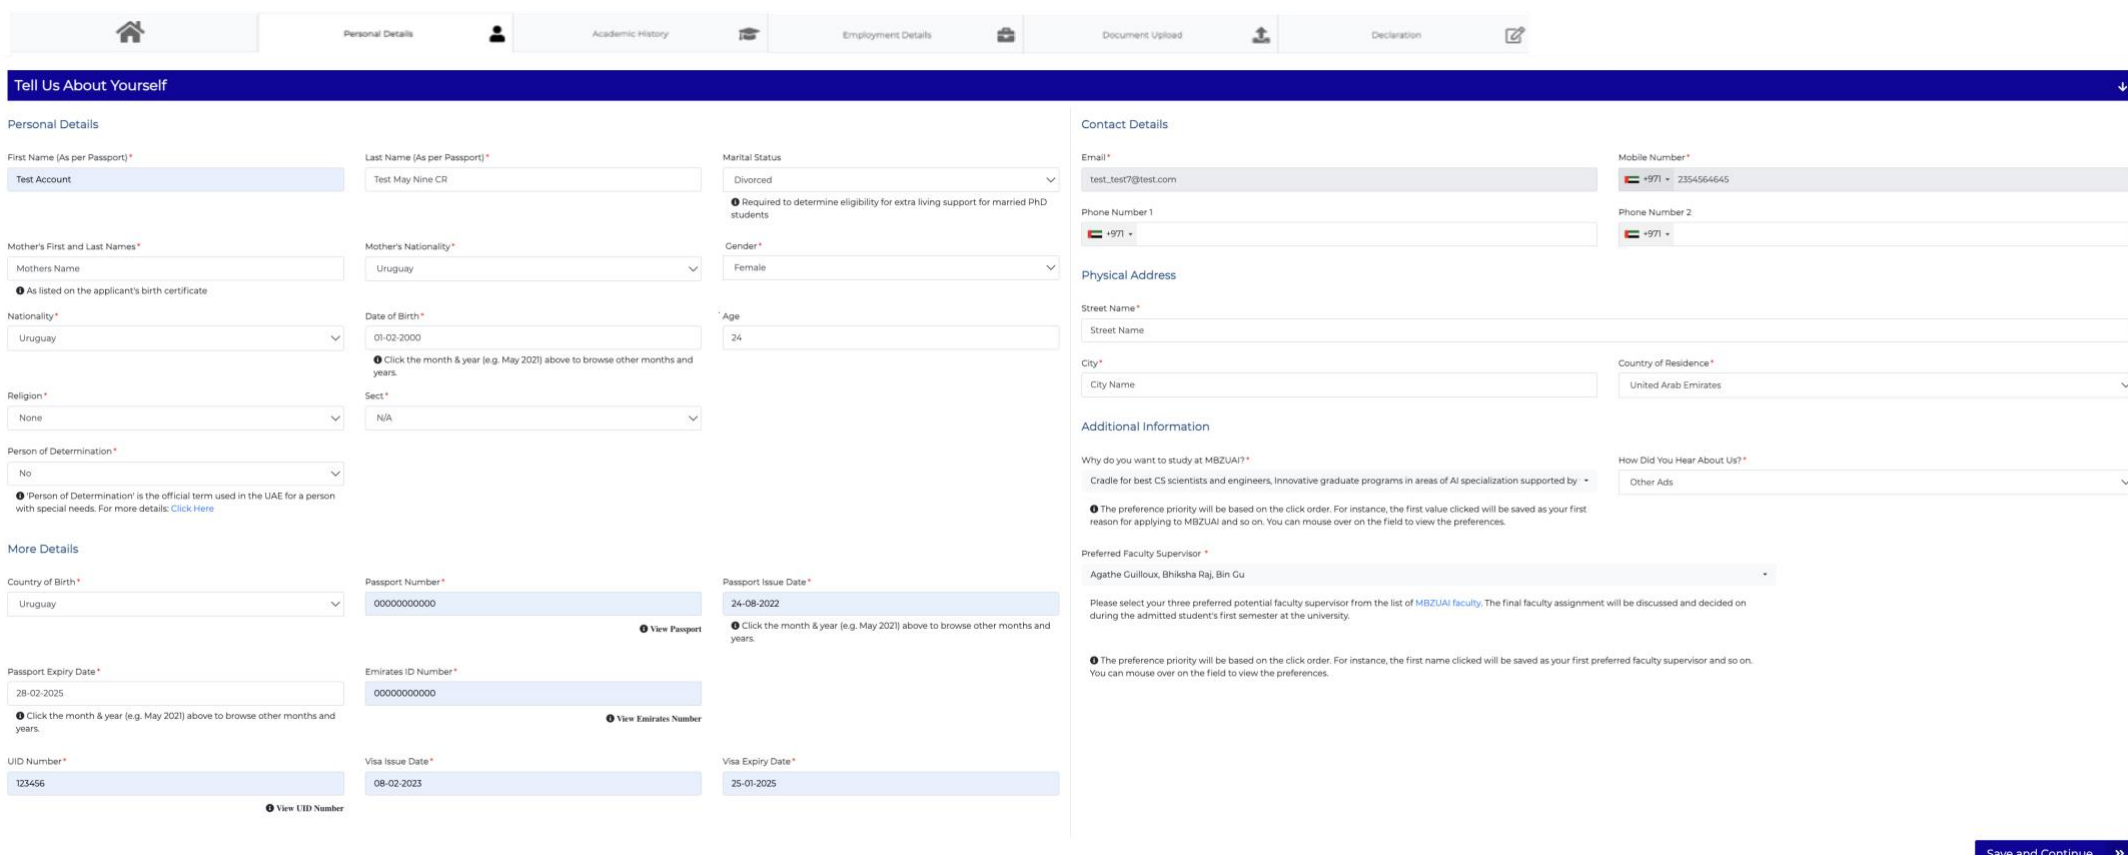 Personal Details
Academic History
Employment Details
Document Upload
Declaration
Tell Us About Yourself
Personal Details
First Name (As per Passport)*
Last Name (As per Passport)*
Marital Status
Test Account
Test May Nine CR
Divorced
Required to determine eligibility for extra living support for married PhD
students
Mother's First and Last Names*
Mother's Nationality*
Gender*
Mothers Name
Uruguay
Female
As listed on the applicant's birth certificate
Nationality*
Date of Birth*
Age
Uruguay
01-02-2000
24
Click the month & year (e.g. May 2021) above to browse other months and
years.
Religion*
Sect*
None
N/A
Person of Determination*
No
'Person of Determination' is the official term used in the UAE for a person
with special needs. For more details: Click Here
More Details
Country of Birth*
Passport Number*
Passport Issue Date*
Uruguay
00000000000
24-08-2022
View Passport
Click the month & year (e.g. May 2021) above to browse other months and
years.
Passport Expiry Date*
Emirates ID Number*
28-02-2025
00000000000
Click the month & year (e.g. May 2021) above to browse other months and
years.
View Emirates Number
UID Number*
Visa Issue Date*
Visa Expiry Date*
123456
08-02-2023
25-01-2025
View UID Number
Contact Details
Email*
Mobile Number*
test_test7@test.com
+971
2354564645
Phone Number 1
Phone Number 2
+971
+971
Physical Address
Street Name*
Street Name
City*
Country of Residence*
City Name
United Arab Emirates
Additional Information
Why do you want to study at MBZUAI?*
How Did You Hear About Us?*
Cradle for best CS scientists and engineers, Innovative graduate programs in areas of AI specialization supported by
Other Ads
The preference priority will be based on the click order. For instance, the first value clicked will be saved as your first
reason for applying to MBZUAI and so on. You can mouse over on the field to view the preferences.
Preferred Faculty Supervisor *
Agathe Guilloux, Bhiksha Raj, Bin Gu
Please select your three preferred potential faculty supervisor from the list of MBZUAI faculty. The final faculty assignment will be discussed and decided on
during the admitted student's first semester at the university.
The preference priority will be based on the click order. For instance, the first name clicked will be saved as your first preferred faculty supervisor and so on.
You can mouse over on the field to view the preferences.
Save and Continue